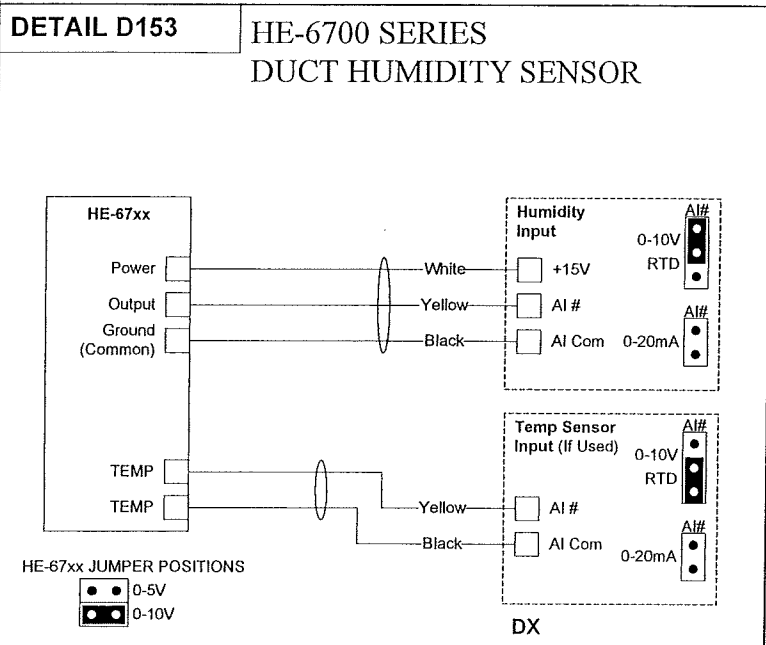 DETAIL D153
HE-6700 SERIES
DUCT HUMIDITY SENSOR
HE-67xx
Power
Output
Ground
(Common)
TEMP
TEMP
White
Yellow
Black
Yellow
Black
Humidity
Input
+15V
AI #
AI Com
AI#
0-10V
RTD
AI#
0-20mA
Temp Sensor
Input (If Used)
AI #
AI Com
AI#
0-10V
RTD
AI#
0-20mA
DX
HE-67xx JUMPER POSITIONS
0-5V
0-10V